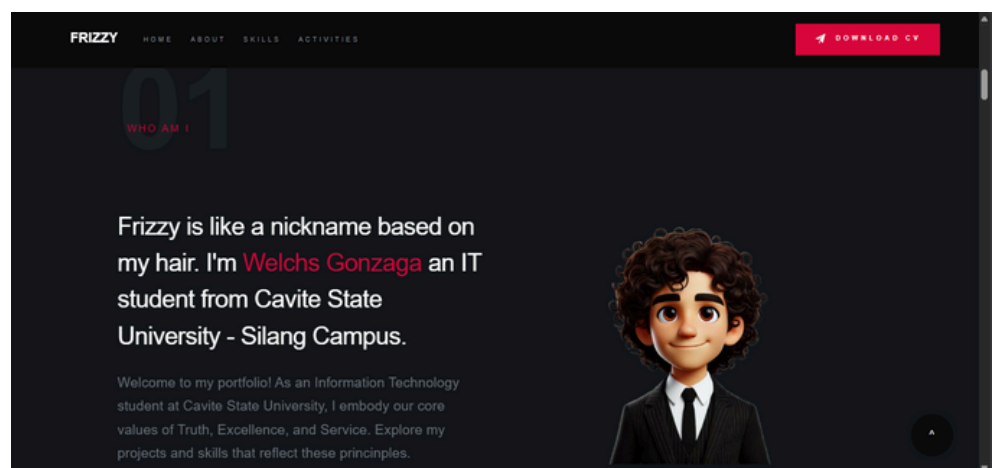 FRIZZY HOME ABOUT SKILLS ACTIVITIES DOWNLOAD CV
01
WHO AM I
Frizzy is like a nickname based on
my hair. I'm Welchs Gonzaga an IT
student from Cavite State
University - Silang Campus.
Welcome to my portfolio! As an Information Technology
student at Cavite State University, I embody our core
values of Truth, Excellence, and Service. Explore my
projects and skills that reflect these princinples.